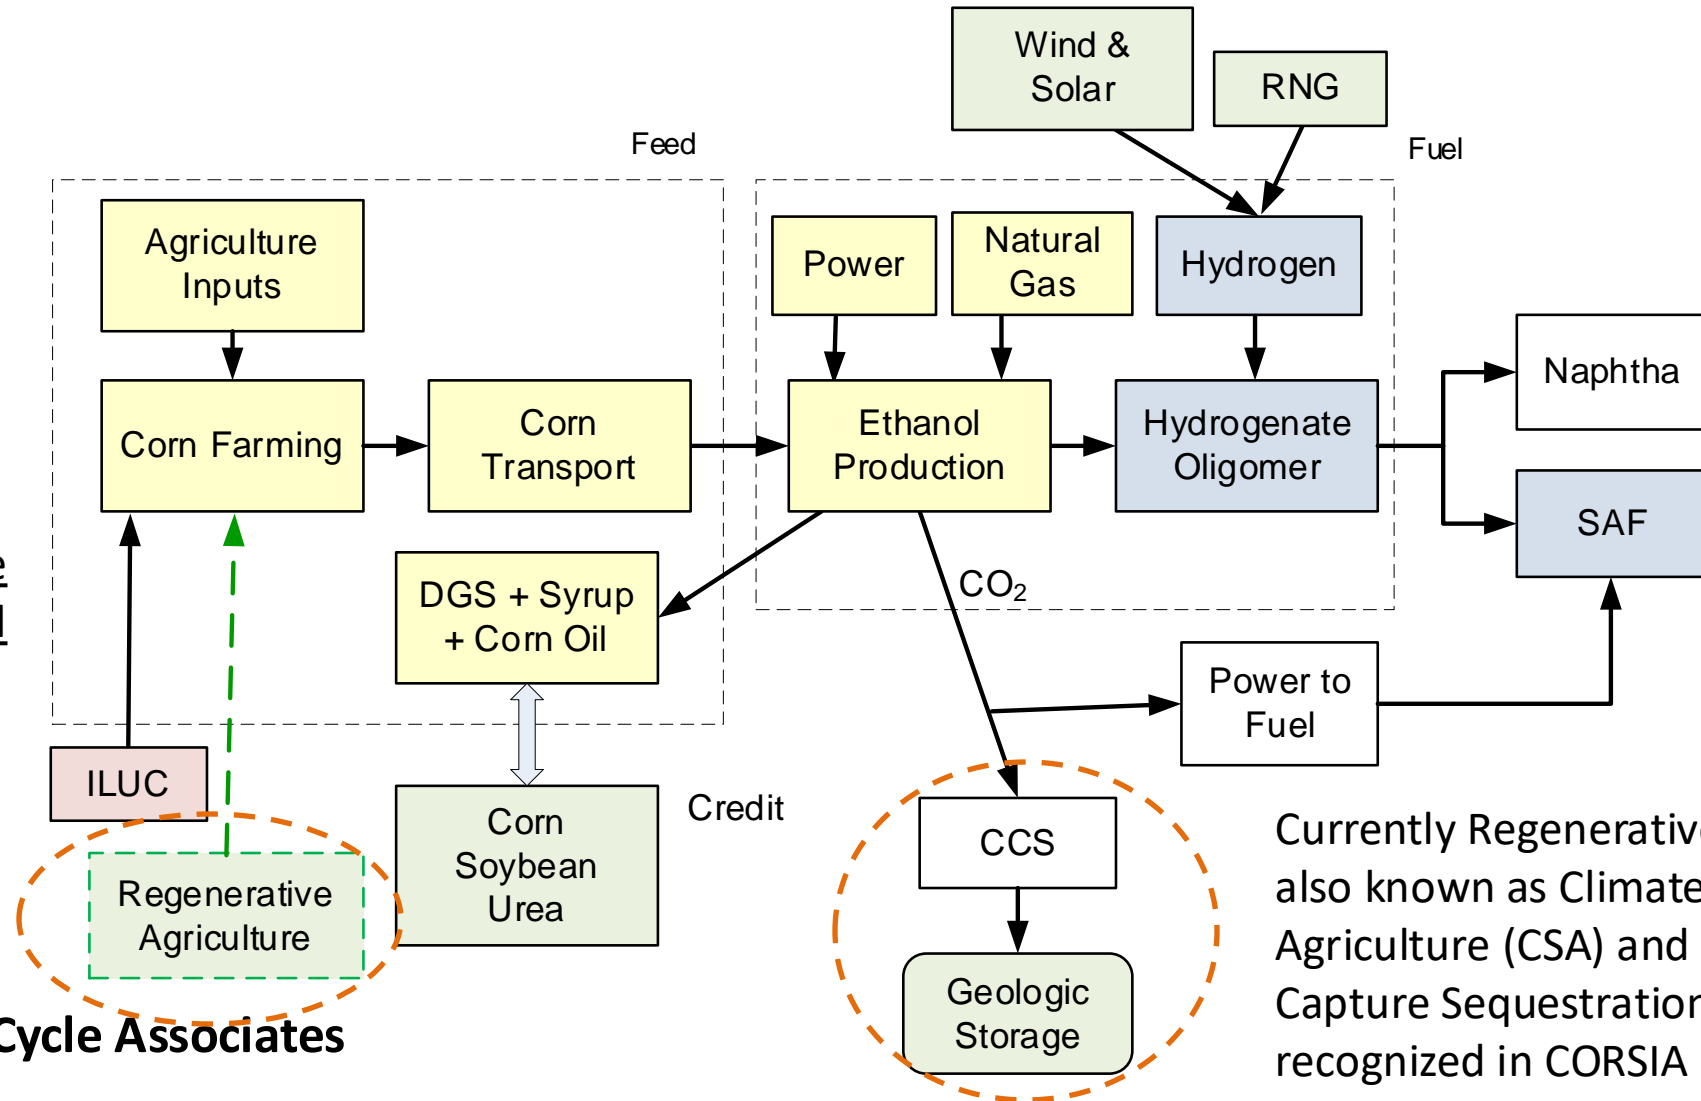 Wind &
Solar
RNG
Feed
Fuel
Agriculture
Inputs
Power
Natural
Gas
Hydrogen
Corn Farming
Corn
Transport
Ethanol
Production
Hydrogenate
Oligomer
Naphtha
SAF
DGS + Syrup
+ Corn Oil
CO₂
Power to
Fuel
ILUC
Corn
Soybean
Urea
Credit
CCS
Regenerative
Agriculture
Geologic
Storage
Cycle Associates
Currently Regenerative
also known as Climate
Agriculture (CSA) and
Capture Sequestration
recognized in CORSIA